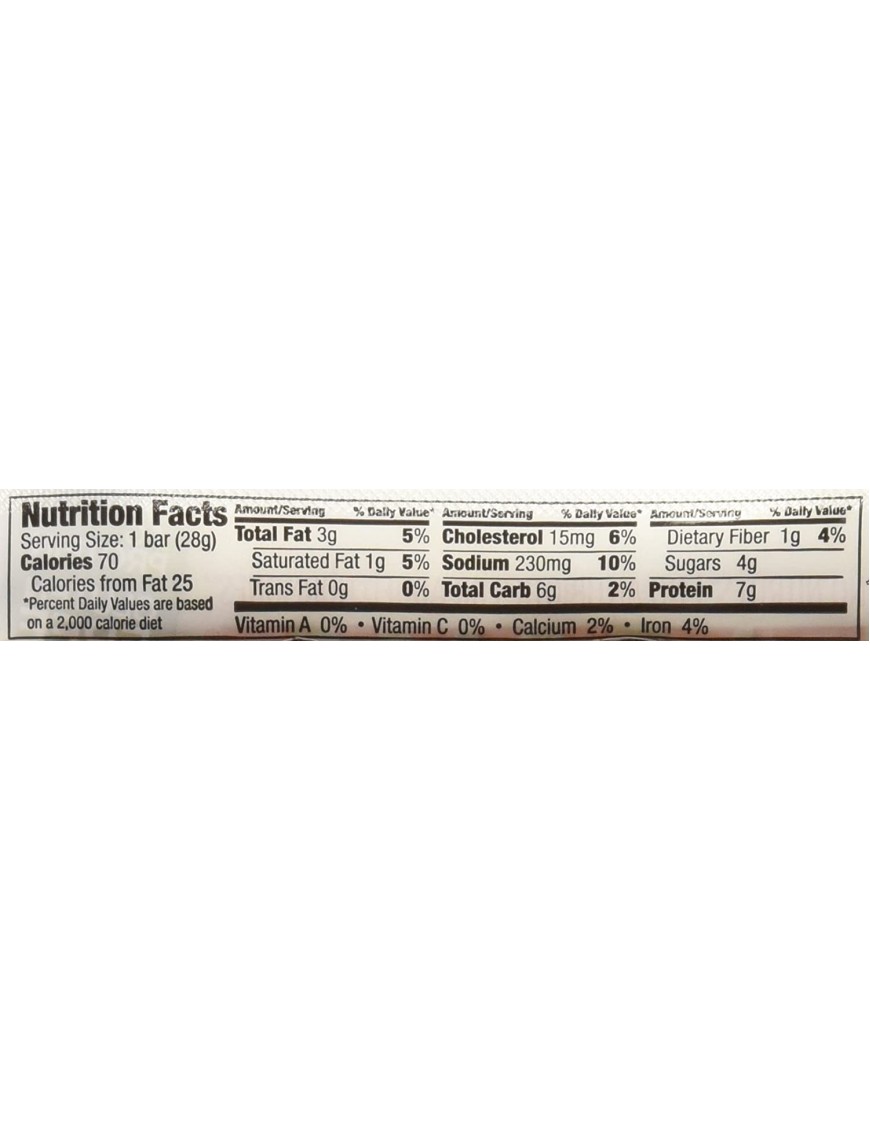 Nutrition Facts
Serving Size: 1 bar (28g)
Calories 70
Calories from Fat 25
*Percent Daily Values are based
on a 2,000 calorie diet
Amount/Serving % Daily Value*
Total Fat 3g 5%
Saturated Fat 1g 5%
Trans Fat 0g 0%
Amount/Serving % Daily Value*
Cholesterol 15mg 6%
Sodium 230mg 10%
Total Carb 6g 2%
Amount/Serving % Daily Value*
Dietary Fiber 1g 4%
Sugars 4g
Protein 7g
Vitamin A 0% • Vitamin C 0% • Calcium 2% • Iron 4%